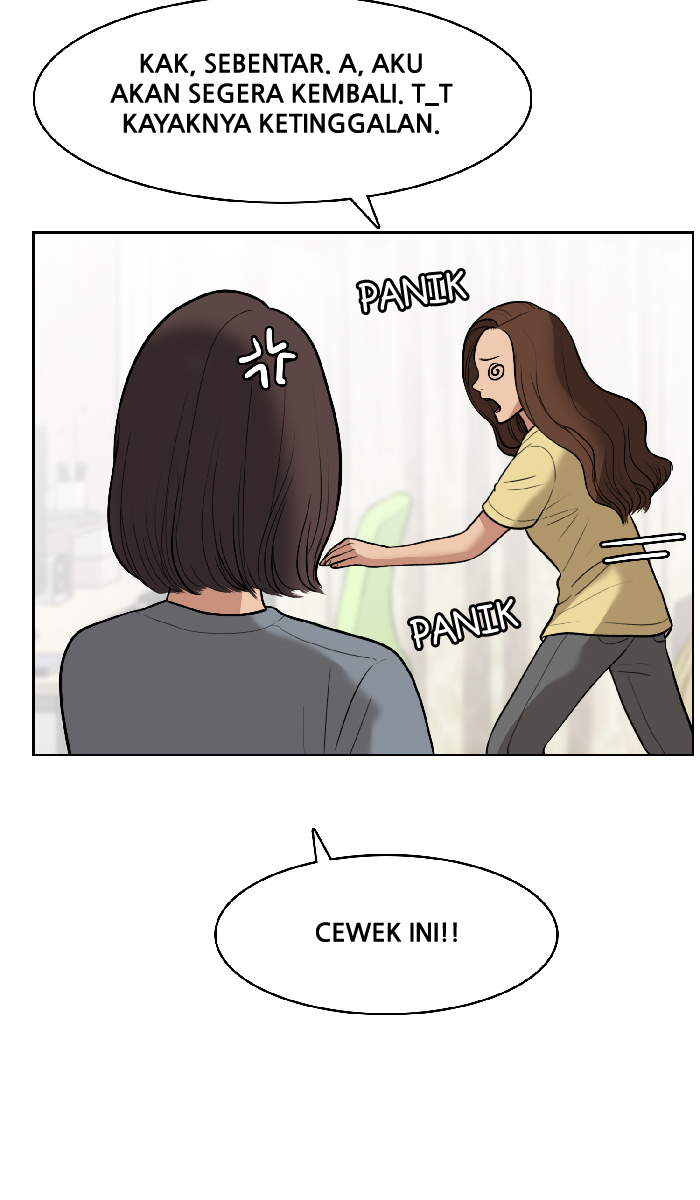 KAK, SEBENTAR. A, AKU
AKAN SEGERA KEMBALI. T_T
KAYAKNYA KETINGGALAN.
PANIK
PANIK
CEWEK INI!!